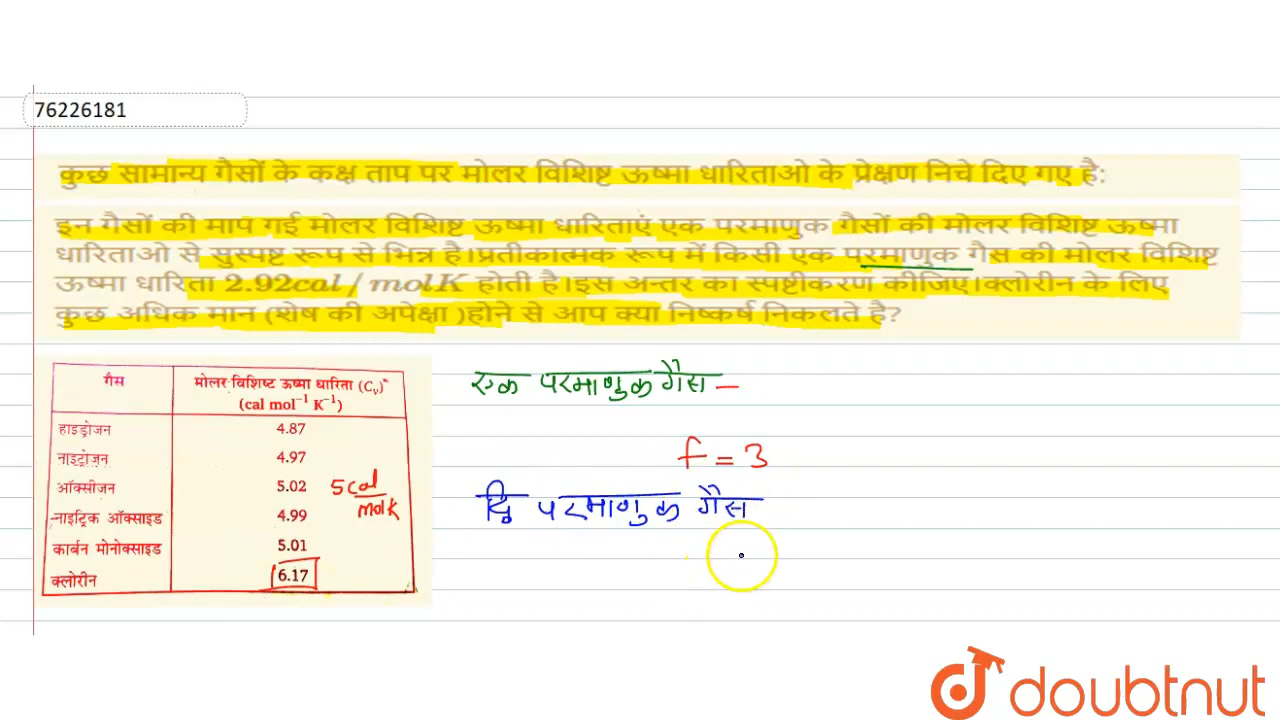 76226181
कुछ सामान्य गैसों के कक्ष ताप पर मोलर विशिष्ट ऊष्मा धारिताओ के प्रेक्षण निचे दिए गए है:
इन गैसों की माप गई मोलर विशिष्ट ऊष्मा धारिताएं एक परमाणुक गैसों की मोलर विशिष्ट ऊष्मा
धारिताओ से सुस्पष्ट रूप से भिन्न है।प्रतीकात्मक रूप में किसी एक परमाणुक गैस की मोलर विशिष्ट
ऊष्मा धारिता 2.92cal/molK होती है।इस अन्तर का स्पष्टीकरण कीजिए।क्लोरीन के लिए
कुछ अधिक मान (शेष की अपेक्षा )होने से आप क्या निष्कर्ष निकलते है?
गैस मोलर विशिष्ट ऊष्मा धारिता (Cv)
(cal mol⁻¹ K⁻¹)
हाइड्रोजन 4.87
नाइट्रोजन 4.97
ऑक्सीजन 5.02
नाइट्रिक ऑक्साइड 4.99
कार्बन मोनोक्साइड 5.01
क्लोरीन 6.17
5 cal
molk
एक परमाणुक गैस —
f = 3
द्वि परमाणुक गैस
doubtnut